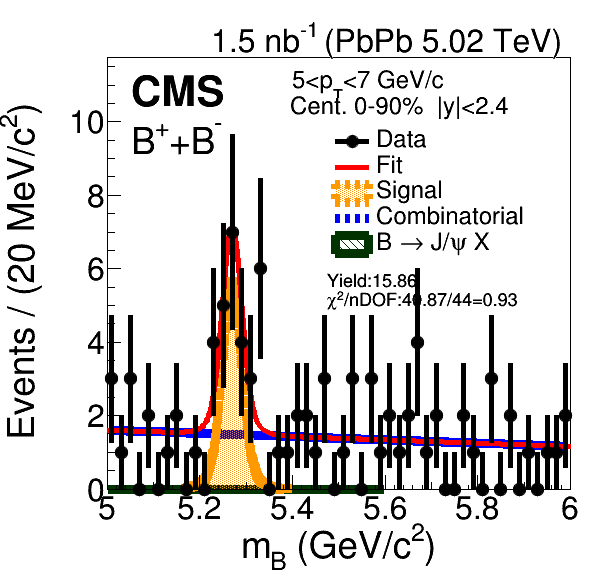 1.5 nb⁻¹ (PbPb 5.02 TeV)
CMS
B⁺+B⁻
5<p_T<7 GeV/c
Cent. 0-90% |y|<2.4
Data
Fit
Signal
Combinatorial
B → J/ψ X
Yield:15.86
χ²/nDOF:40.87/44=0.93
Events / (20 MeV/c²)
10
8
6
4
2
0
5 5.2 5.4 5.6 5.8 6
m_B (GeV/c²)